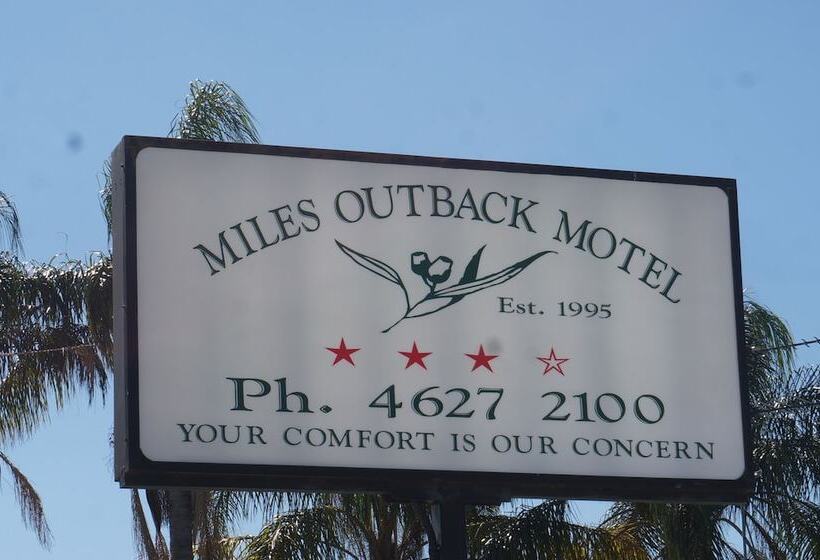 MILES OUTBACK MOTEL
Est. 1995
Ph. 4627 2100
YOUR COMFORT IS OUR CONCERN